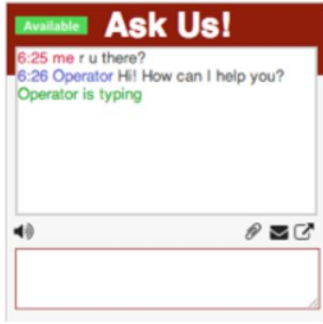 Available Ask Us!
6:25 me r u there?
6:26 Operator Hi! How can I help you?
Operator is typing